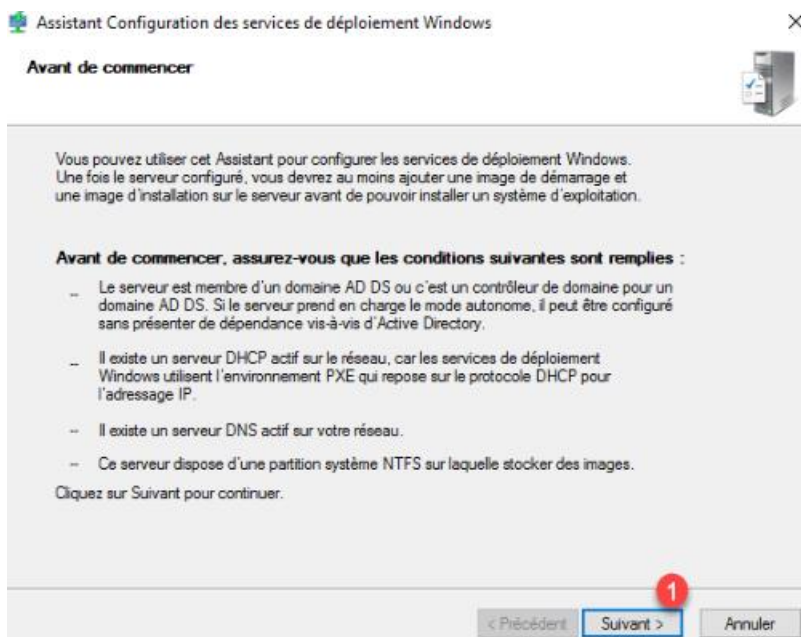 Assistant Configuration des services de déploiement Windows
Avant de commencer
Vous pouvez utiliser cet Assistant pour configurer les services de déploiement Windows.
Une fois le serveur configuré, vous devrez au moins ajouter une image de démarrage et
une image d'installation sur le serveur avant de pouvoir installer un système d'exploitation.
Avant de commencer, assurez-vous que les conditions suivantes sont remplies :
-- Le serveur est membre d'un domaine AD DS ou c'est un contrôleur de domaine pour un
domaine AD DS. Si le serveur prend en charge le mode autonome, il peut être configuré
sans présenter de dépendance vis-à-vis d'Active Directory.
-- Il existe un serveur DHCP actif sur le réseau, car les services de déploiement
Windows utilisent l'environnement PXE qui repose sur le protocole DHCP pour
l'adressage IP.
-- Il existe un serveur DNS actif sur votre réseau.
-- Ce serveur dispose d'une partition système NTFS sur laquelle stocker des images.
Cliquez sur Suivant pour continuer.
1
< Précédent Suivant > Annuler